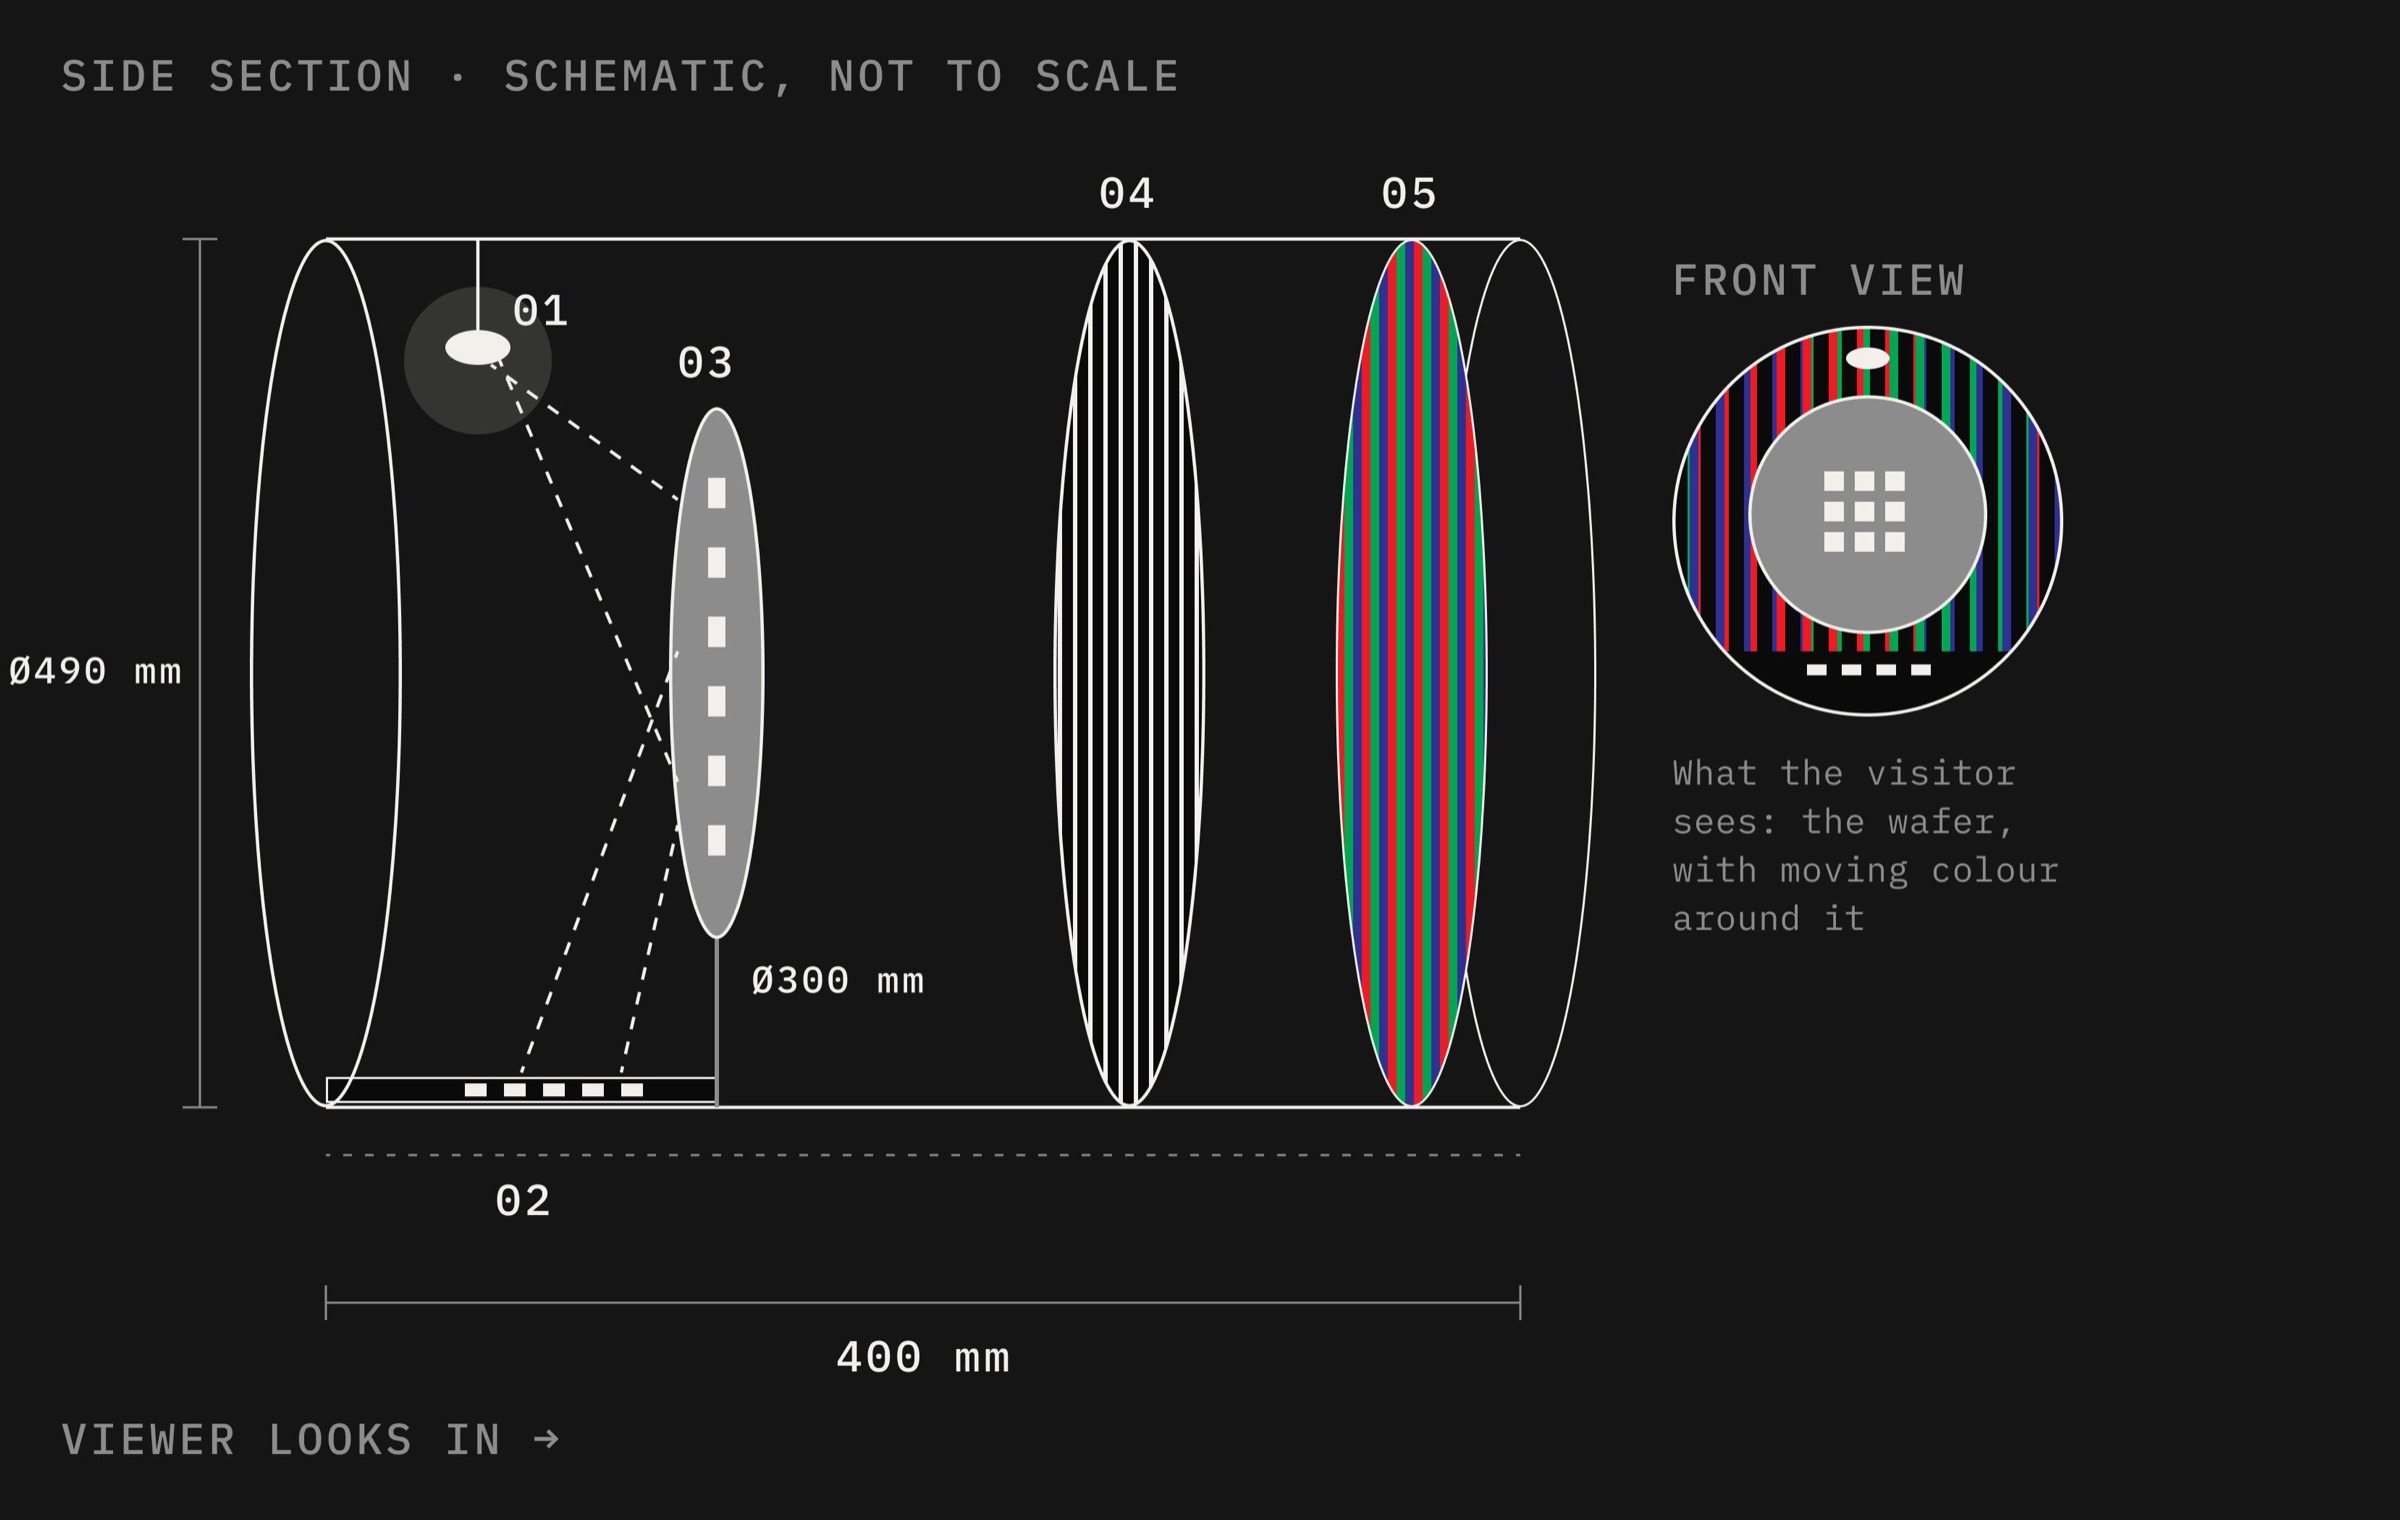 SIDE SECTION · SCHEMATIC, NOT TO SCALE
04
05
01
03
FRONT VIEW
Ø490 mm
What the visitor
sees: the wafer,
with moving colour
around it
Ø300 mm
02
400 mm
VIEWER LOOKS IN →